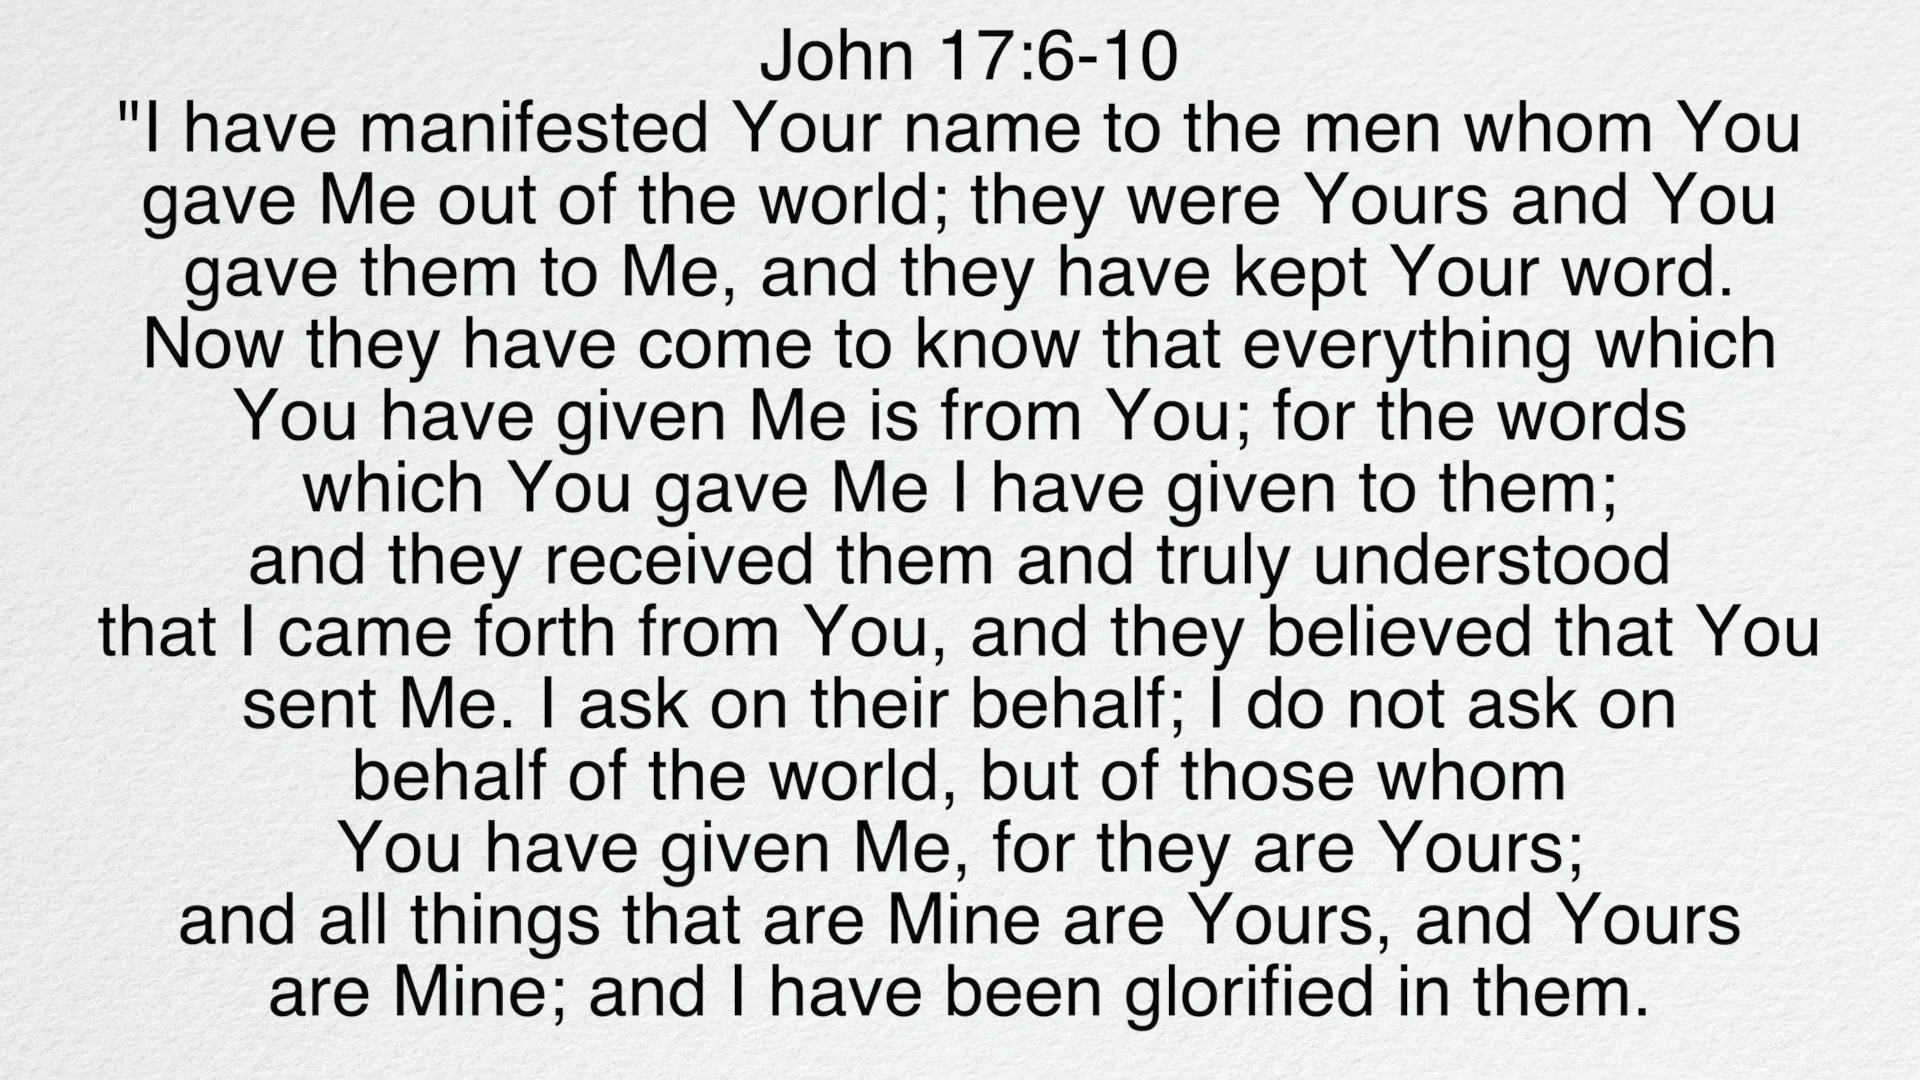 John 17:6-10
"I have manifested Your name to the men whom You
gave Me out of the world; they were Yours and You
gave them to Me, and they have kept Your word.
Now they have come to know that everything which
You have given Me is from You; for the words
which You gave Me I have given to them;
and they received them and truly understood
that I came forth from You, and they believed that You
sent Me. I ask on their behalf; I do not ask on
behalf of the world, but of those whom
You have given Me, for they are Yours;
and all things that are Mine are Yours, and Yours
are Mine; and I have been glorified in them.